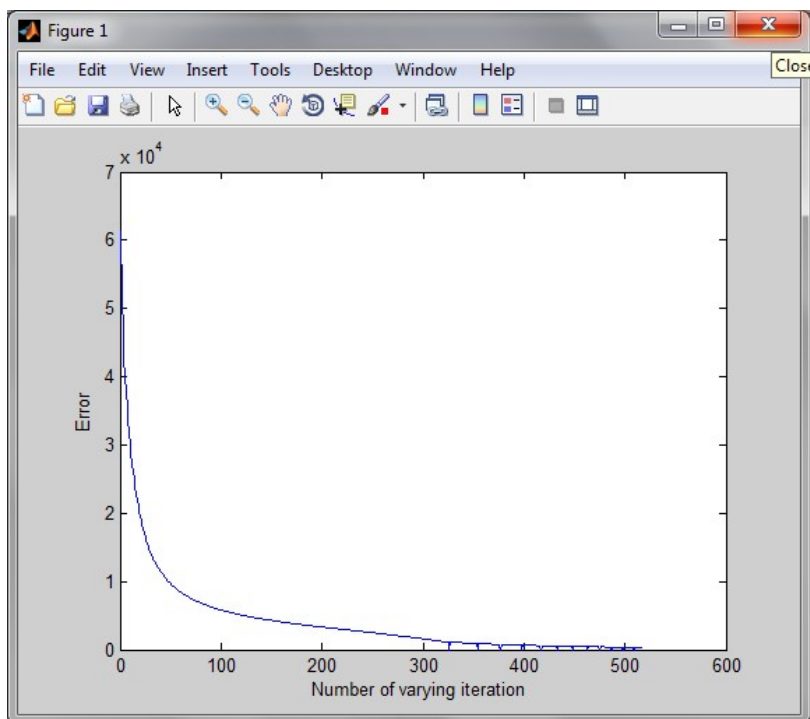 Figure 1
File Edit View Insert Tools Desktop Window Help
Close
x 10^4
7
6
5
4
3
2
1
0
Error
0 100 200 300 400 500 600
Number of varying iteration